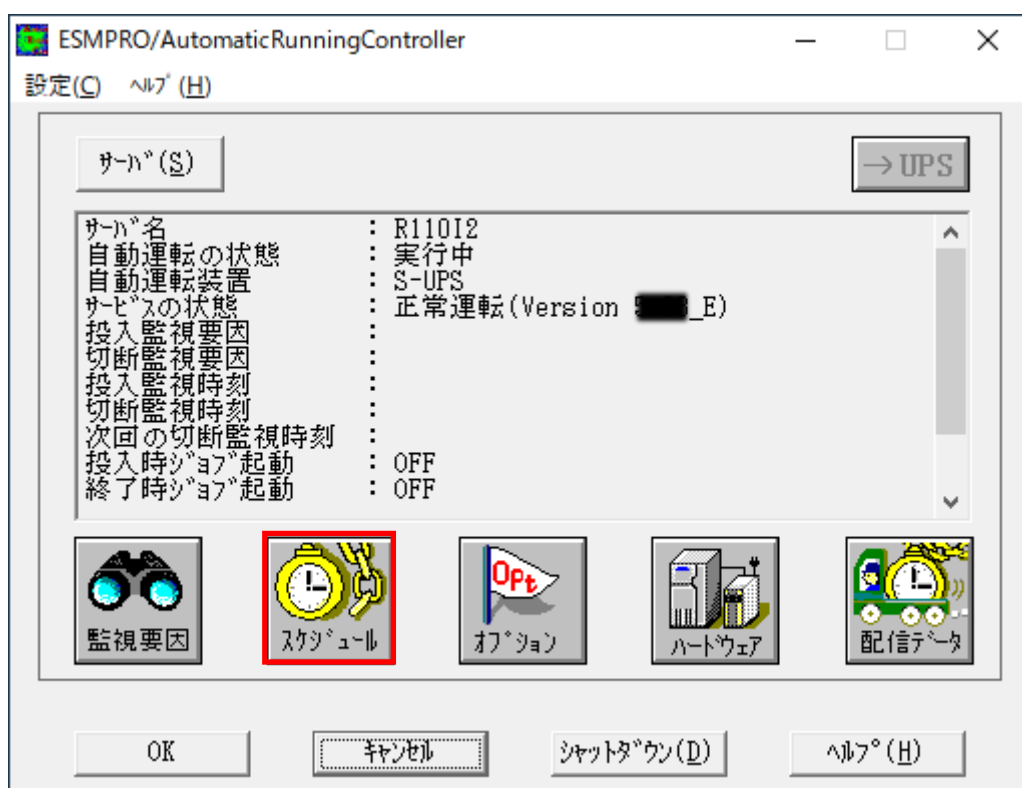 ESMPRO/AutomaticRunningController
設定(C) ﾍﾙﾌﾟ(H)
ｻｰﾊﾞ(S)
→UPS
ｻｰﾊﾞ名 : R110I2
自動運転の状態 : 実行中
自動運転装置 : S-UPS
ｻｰﾋﾞｽの状態 : 正常運転(Version _E)
投入監視要因 :
切断監視要因 :
投入監視時刻 :
切断監視時刻 :
次回の切断監視時刻 :
投入時ｼﾞｮﾌﾞ起動 : OFF
終了時ｼﾞｮﾌﾞ起動 : OFF
監視要因
ｽｹｼﾞｭｰﾙ
Opt
ｵﾌﾟｼｮﾝ
ﾊｰﾄﾞｳｪｱ
配信ﾃﾞｰﾀ
OK
ｷｬﾝｾﾙ
ｼｬｯﾄﾀﾞｳﾝ(D)
ﾍﾙﾌﾟ(H)